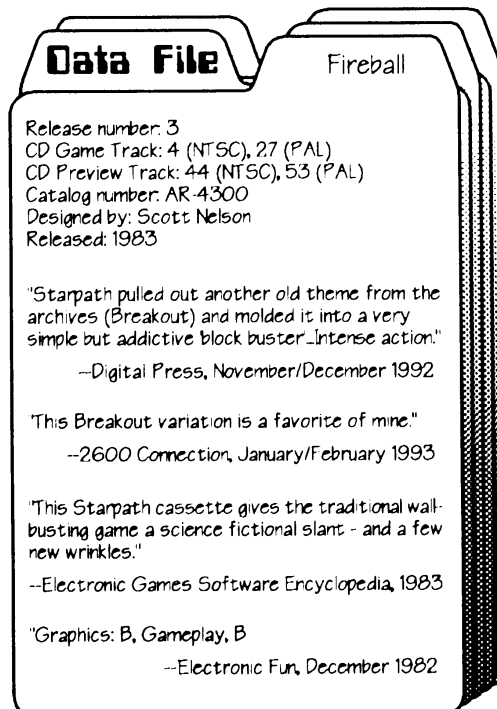 Data File
Fireball
Release number: 3
CD Game Track: 4 (NTSC), 27 (PAL)
CD Preview Track: 44 (NTSC), 53 (PAL)
Catalog number: AR-4300
Designed by: Scott Nelson
Released: 1983
"Starpath pulled out another old theme from the
archives (Breakout) and molded it into a very
simple but addictive 'block buster'...Intense action."
--Digital Press, November/December 1992
"This Breakout variation is a favorite of mine."
--2600 Connection, January/February 1993
"This Starpath cassette gives the traditional wall-
busting game a science fictional slant - and a few
new wrinkles."
--Electronic Games Software Encyclopedia, 1983
"Graphics: B, Gameplay, B
--Electronic Fun, December 1982